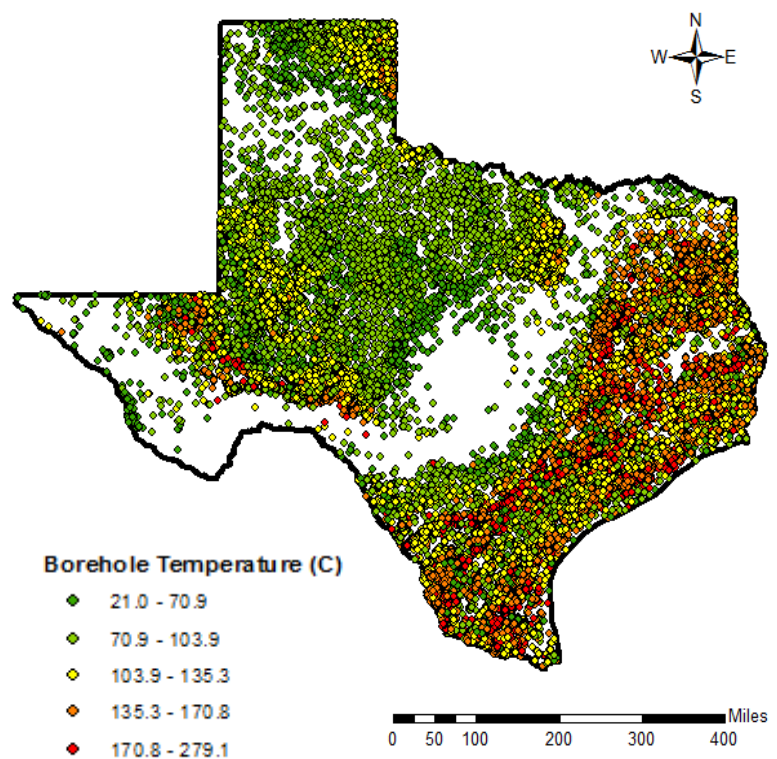 N
W E
S
Borehole Temperature (C)
21.0 - 70.9
70.9 - 103.9
103.9 - 135.3
135.3 - 170.8
170.8 - 279.1
Miles
0 50 100 200 300 400